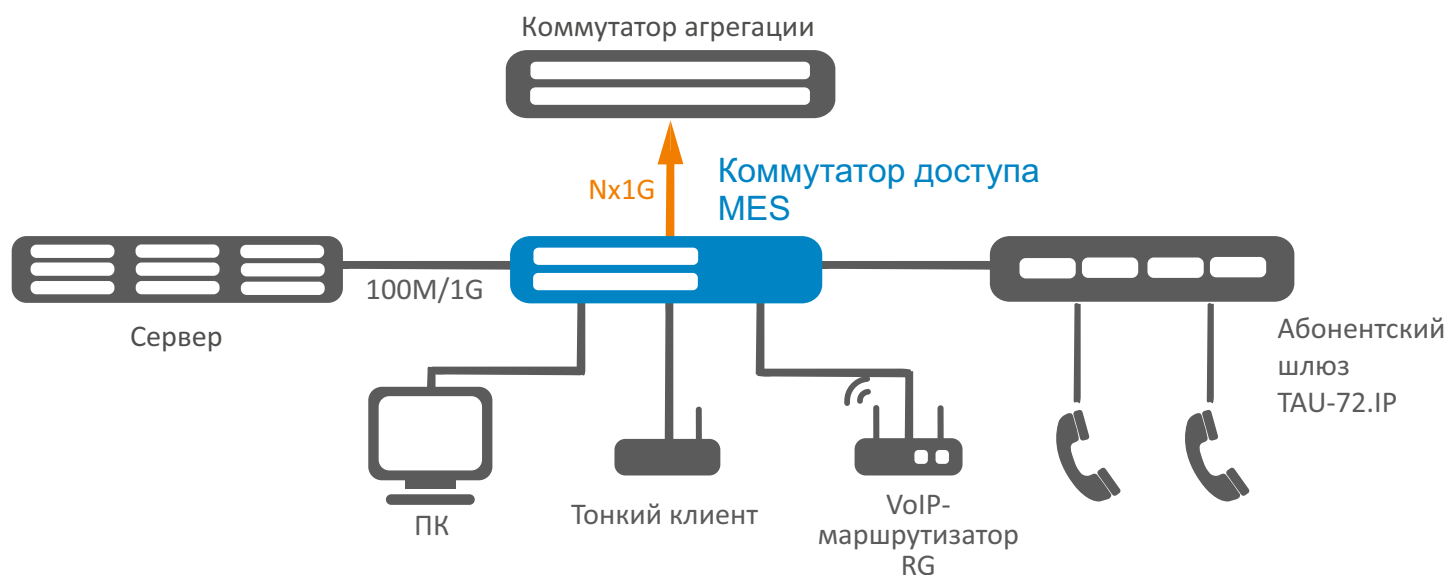 Коммутатор агрегации
Nx1G
Коммутатор доступа
MES
100M/1G
Сервер
Абонентский
шлюз
TAU-72.IP
ПК
Тонкий клиент
VoIP-
маршрутизатор
RG